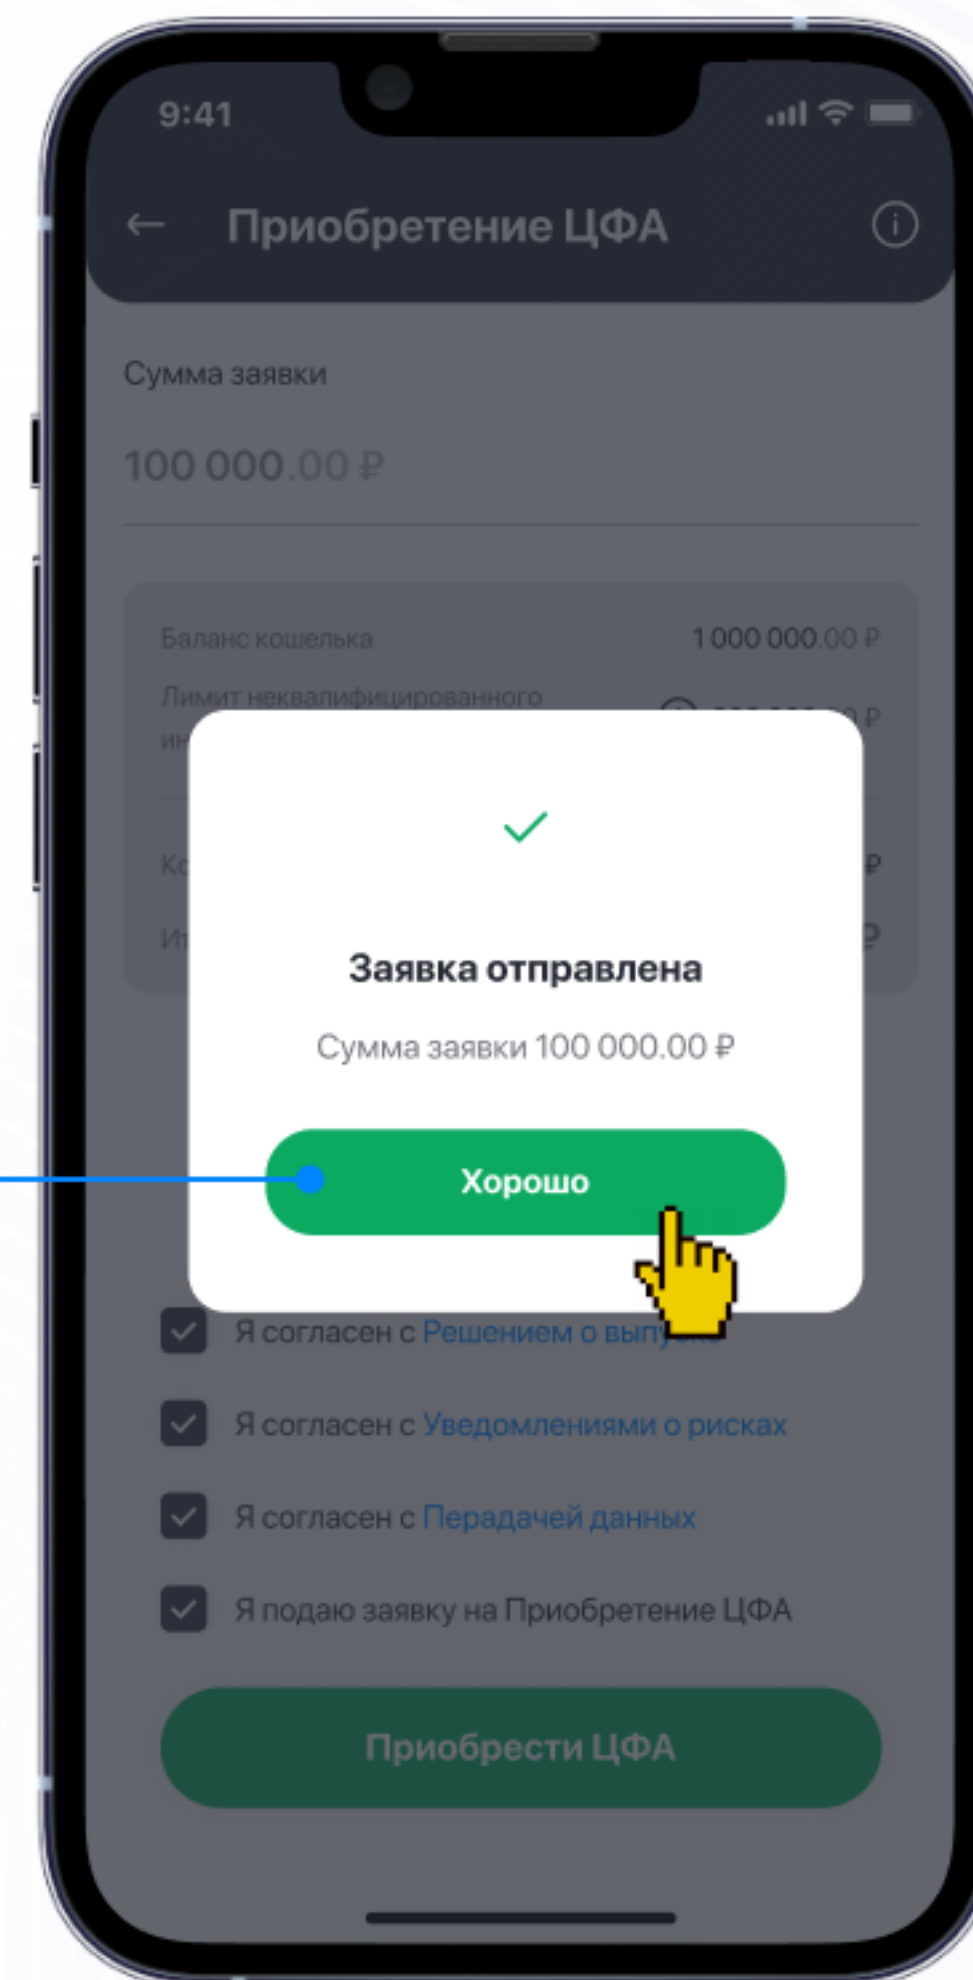 9:41
Приобретение ЦФА
Сумма заявки
100 000.00 ₽
Баланс кошелька 1 000 000.00 ₽
Лимит неквалифицированного
₽
₽
₽
Заявка отправлена
Сумма заявки 100 000.00 ₽
Хорошо
Я согласен с Решением о
Я согласен с Уведомлениями о рисках
Я согласен с Перадачей данных
Я подаю заявку на Приобретение ЦФА
Приобрести ЦФА